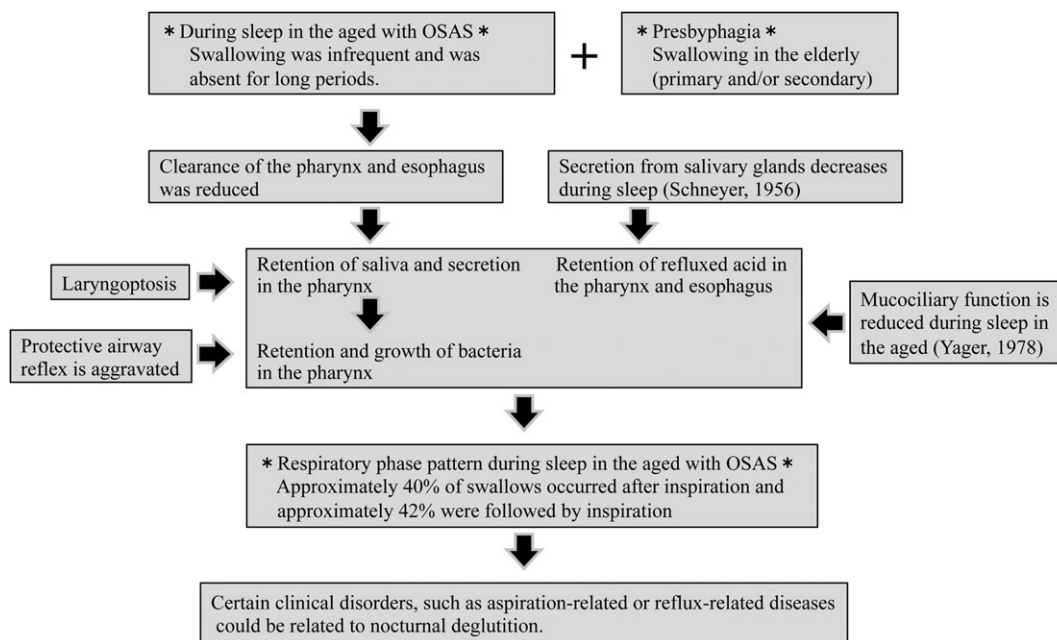 * During sleep in the aged with OSAS *
Swallowing was infrequent and was
absent for long periods.
+
* Presbyphagia *
Swallowing in the elderly
(primary and/or secondary)
Clearance of the pharynx and esophagus
was reduced
Secretion from salivary glands decreases
during sleep (Schneyer, 1956)
Laryngoptosis
Protective airway
reflex is aggravated
Retention of saliva and secretion
in the pharynx
Retention of refluxed acid in
the pharynx and esophagus
Retention and growth of bacteria
in the pharynx
Mucociliary function is
reduced during sleep in
the aged (Yager, 1978)
* Respiratory phase pattern during sleep in the aged with OSAS *
Approximately 40% of swallows occurred after inspiration and
approximately 42% were followed by inspiration
Certain clinical disorders, such as aspiration-related or reflux-related diseases
could be related to nocturnal deglutition.